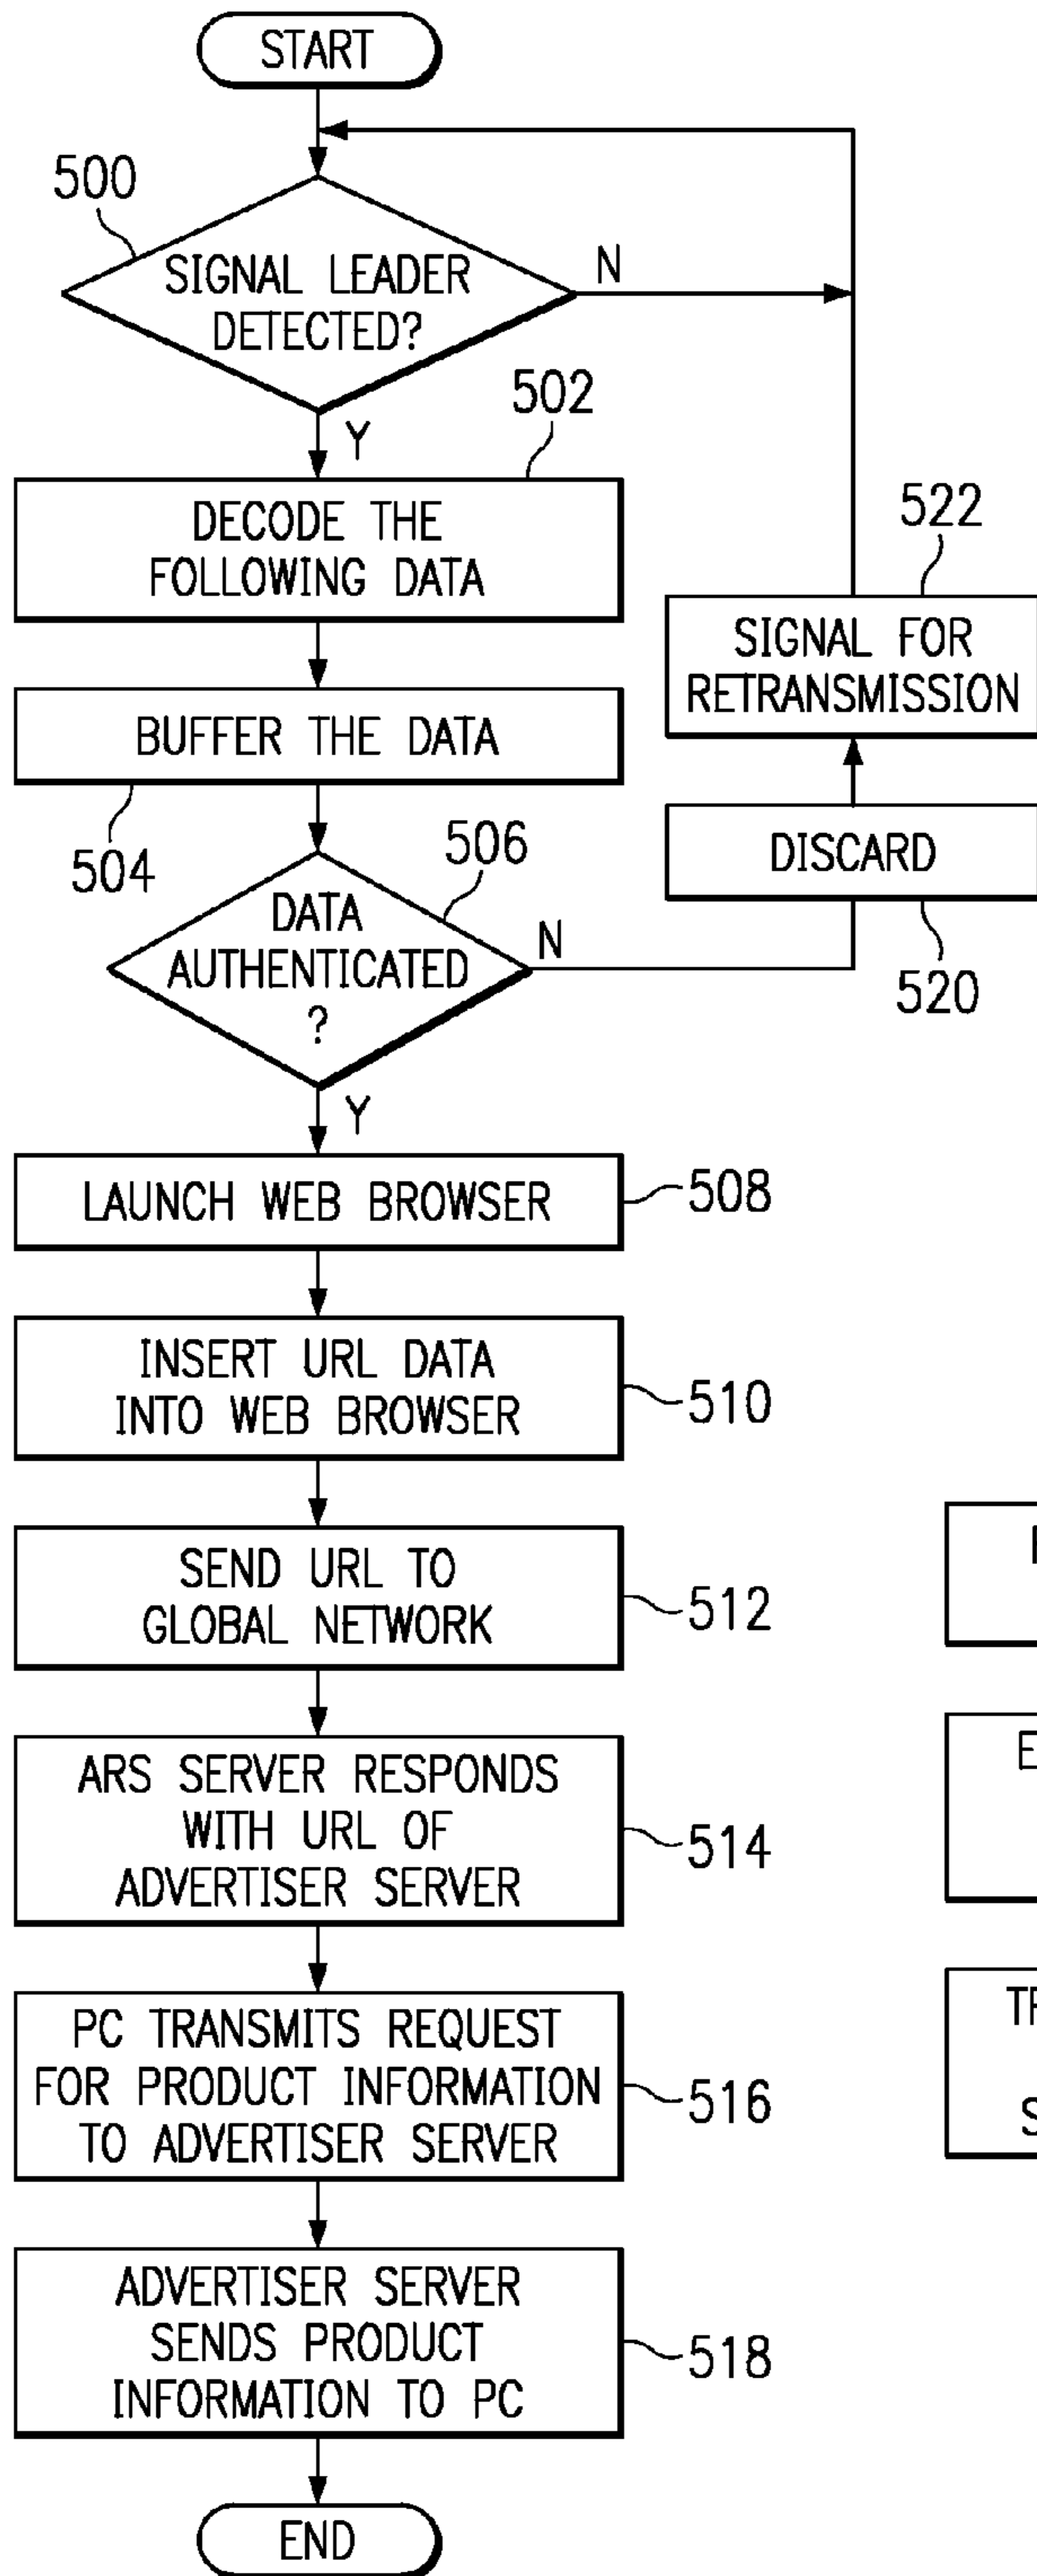 START
500
SIGNAL LEADER
DETECTED?
N
Y
502
DECODE THE
FOLLOWING DATA
522
SIGNAL FOR
RETRANSMISSION
BUFFER THE DATA
504
DISCARD
520
506
DATA
AUTHENTICATED
?
N
Y
LAUNCH WEB BROWSER
508
INSERT URL DATA
INTO WEB BROWSER
510
SEND URL TO
GLOBAL NETWORK
512
ARS SERVER RESPONDS
WITH URL OF
ADVERTISER SERVER
514
PC TRANSMITS REQUEST
FOR PRODUCT INFORMATION
TO ADVERTISER SERVER
516
ADVERTISER SERVER
SENDS PRODUCT
INFORMATION TO PC
518
END